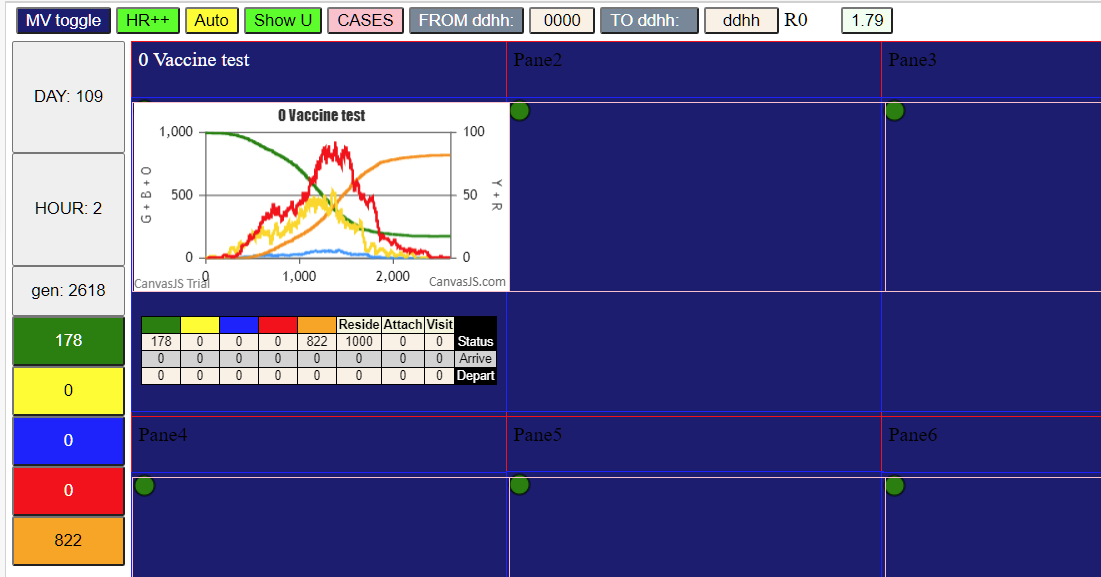 MV toggle HR++ Auto Show U CASES FROM ddhh: 0000 TO ddhh: ddhh R0 1.79
DAY: 109
HOUR: 2
gen: 2618
178
0
0
0
822
0 Vaccine test Pane2 Pane3
0 Vaccine test
1,000 100
500 50
0 0
G + B + O
Y + R
0 1,000 2,000
CanvasJS Trial CanvasJS.com
Reside Attach Visit
178 0 0 0 822 1000 0 0 Status
0 0 0 0 0 0 0 0 Arrive
0 0 0 0 0 0 0 0 Depart
Pane4 Pane5 Pane6